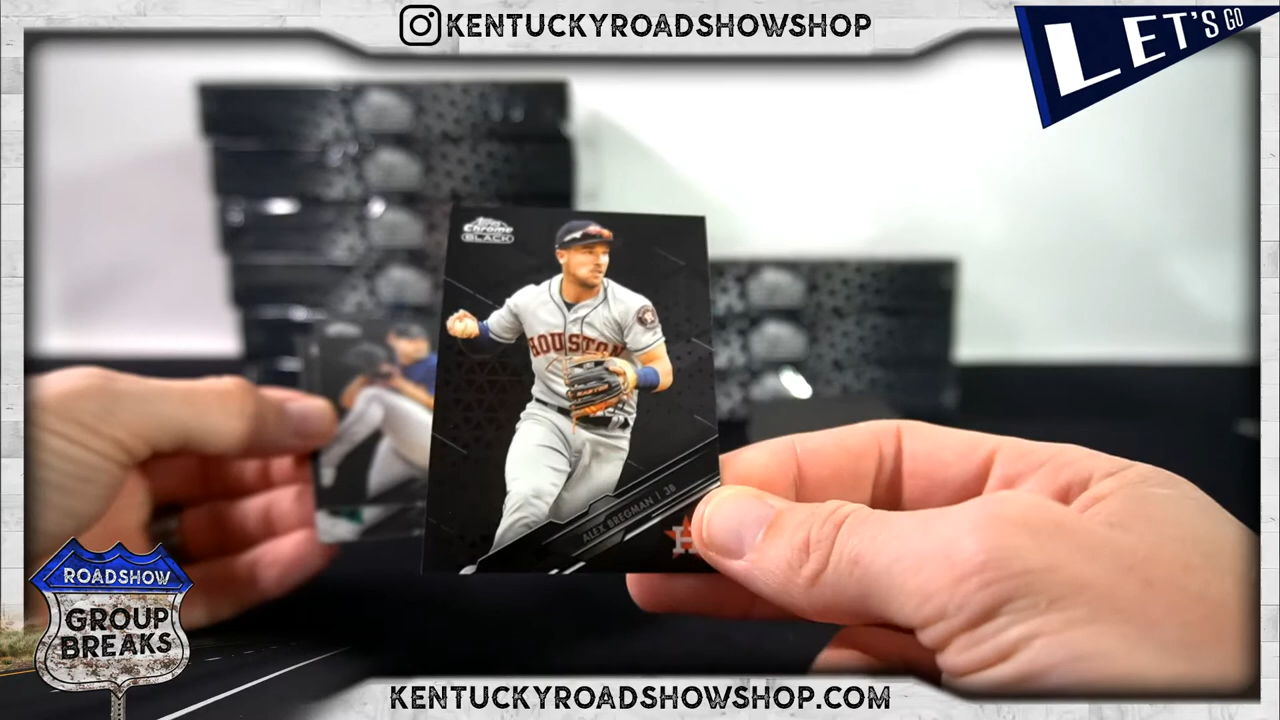 KENTUCKYROADSHOWSHOP
LET'S GO
Topps
Chrome
BLACK
HOUSTON
ALEX BREGMAN | 3B
H
ROADSHOW
GROUP
BREAKS
KENTUCKYROADSHOWSHOP.COM